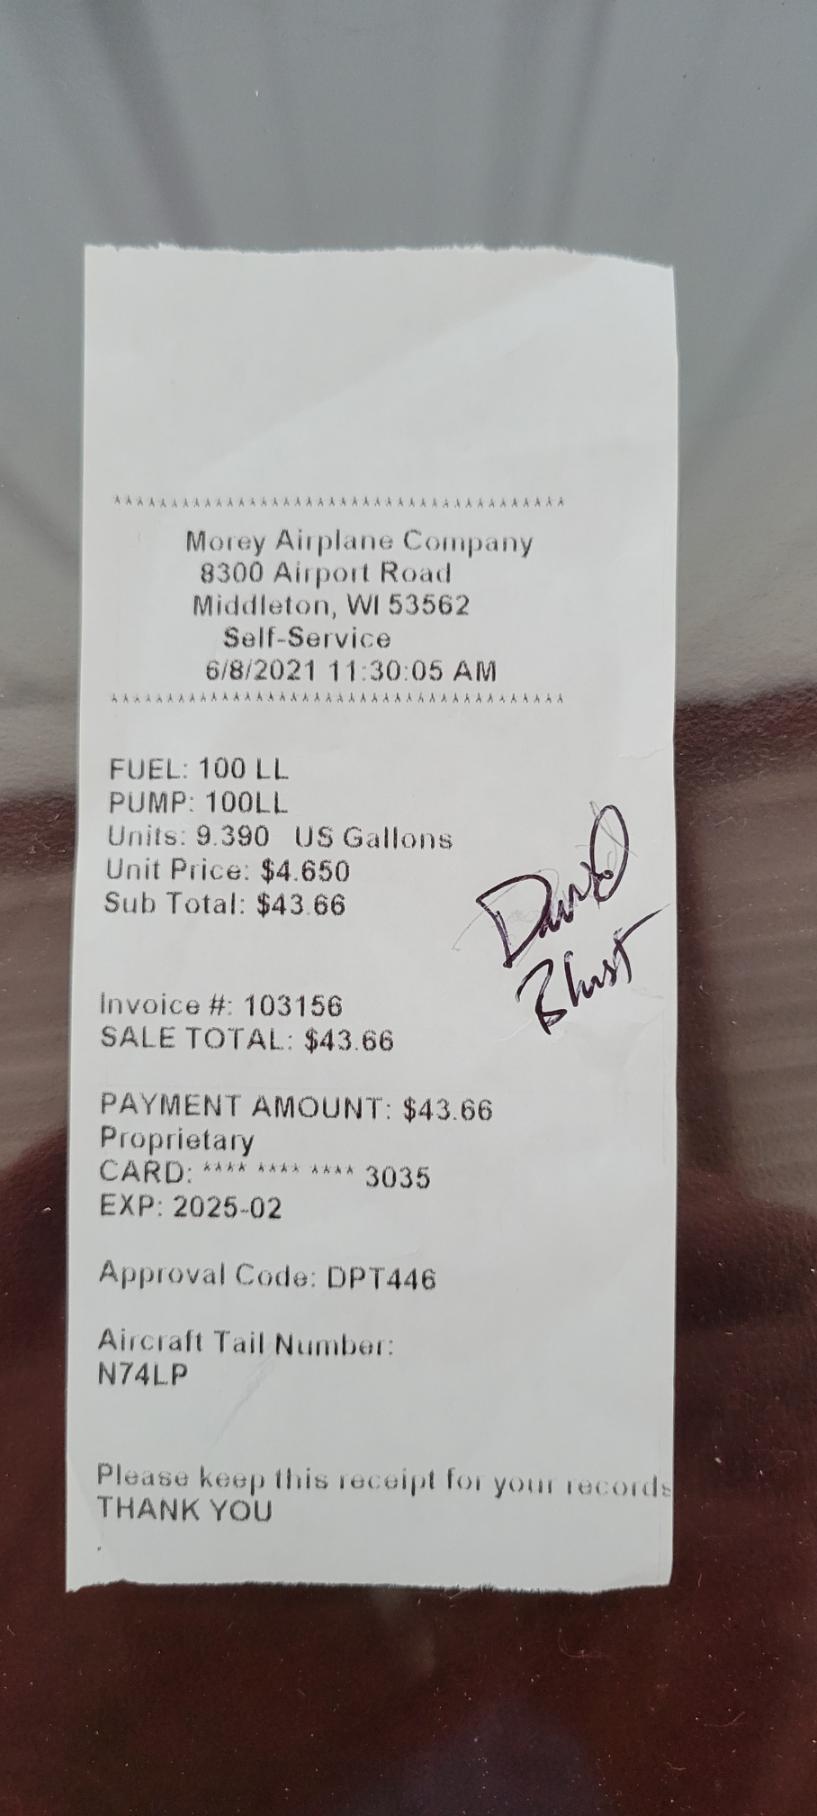 ****************************************
Morey Airplane Company
8300 Airport Road
Middleton, WI 53562
Self-Service
6/8/2021 11:30:05 AM
****************************************
FUEL: 100 LL
PUMP: 100LL
Units: 9.390 US Gallons
Unit Price: $4.650
Sub Total: $43.66
David
Blust
Invoice #: 103156
SALE TOTAL: $43.66
PAYMENT AMOUNT: $43.66
Proprietary
CARD: **** **** **** 3035
EXP: 2025-02
Approval Code: DPT446
Aircraft Tail Number:
N74LP
Please keep this receipt for your records
THANK YOU